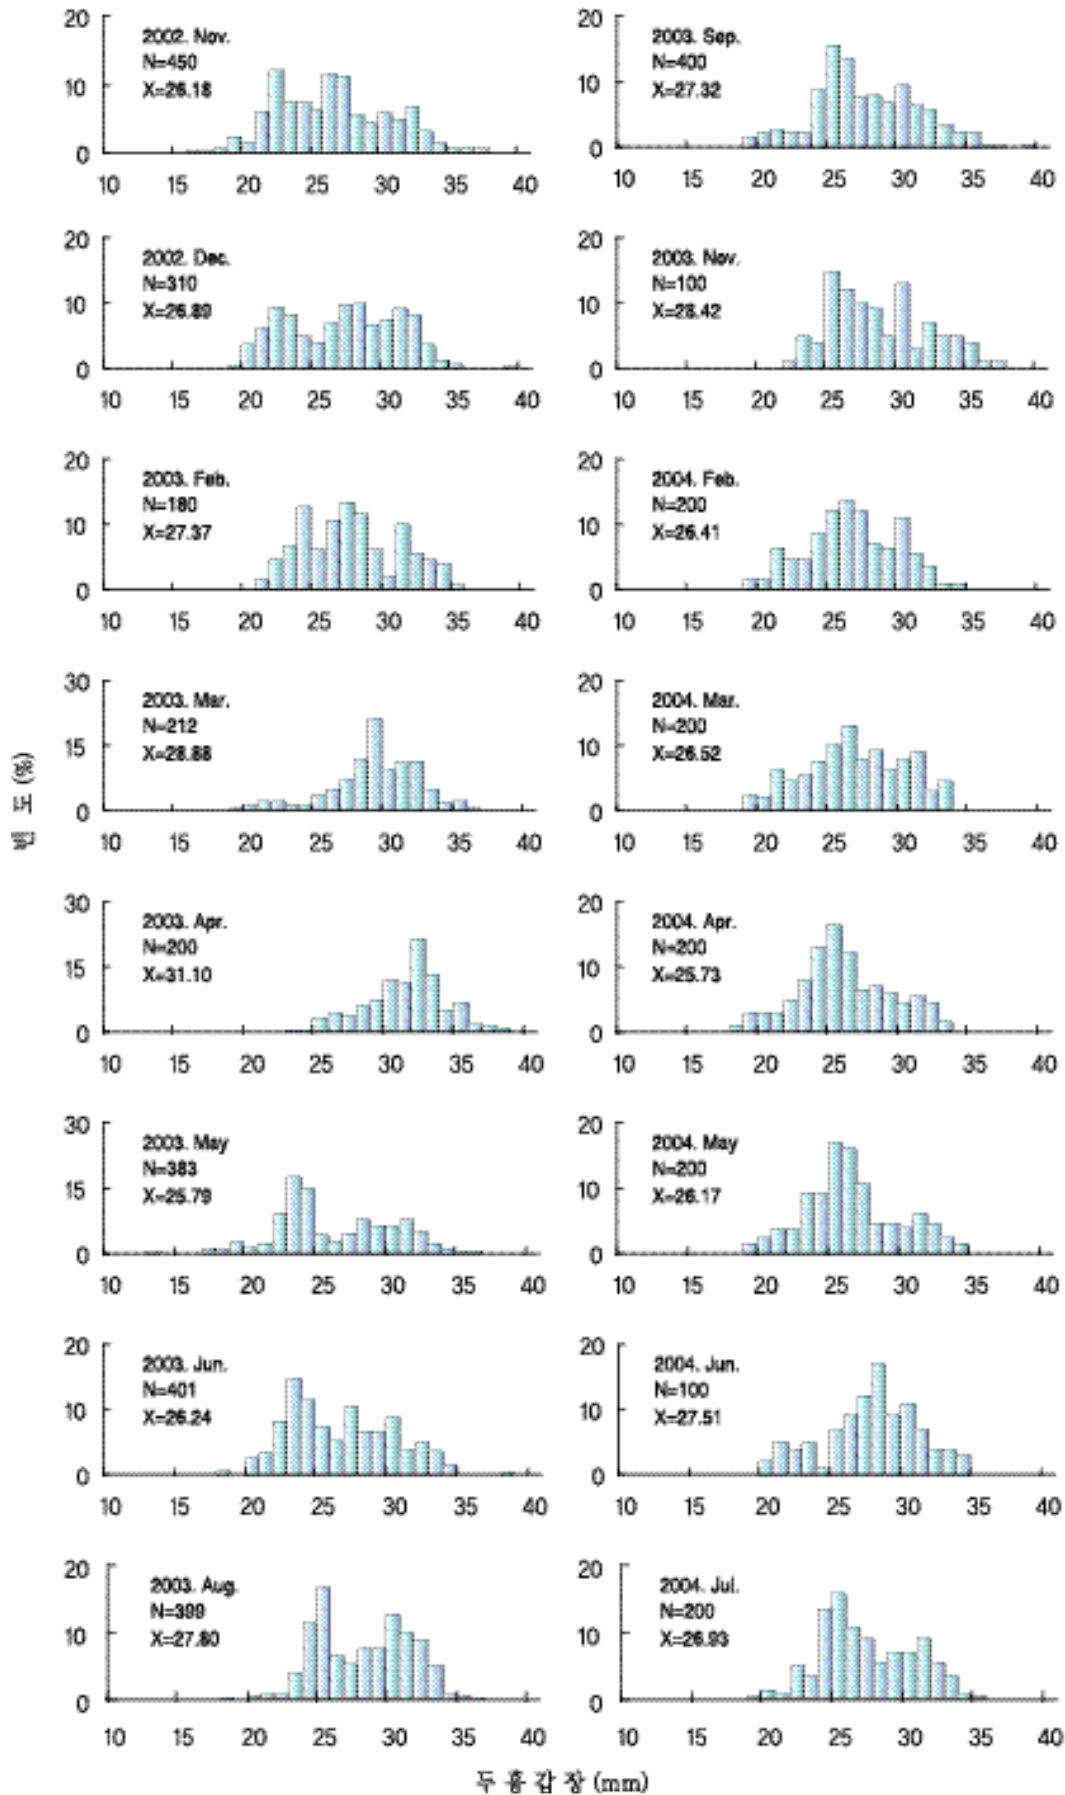 20
10
0
2002. Nov.
N=450
X=26.18
10 15 20 25 30 35 40
20
10
0
2003. Sep.
N=400
X=27.32
10 15 20 25 30 35 40
20
10
0
2002. Dec.
N=310
X=26.89
10 15 20 25 30 35 40
20
10
0
2003. Nov.
N=100
X=28.42
10 15 20 25 30 35 40
20
10
0
2003. Feb.
N=180
X=27.37
10 15 20 25 30 35 40
20
10
0
2004. Feb.
N=200
X=26.41
10 15 20 25 30 35 40
30
15
0
2003. Mar.
N=212
X=28.88
10 15 20 25 30 35 40
20
10
0
2004. Mar.
N=200
X=26.52
10 15 20 25 30 35 40
빈 도 (%)
30
15
0
2003. Apr.
N=200
X=31.10
10 15 20 25 30 35 40
20
10
0
2004. Apr.
N=200
X=25.73
10 15 20 25 30 35 40
30
15
0
2003. May
N=383
X=25.79
10 15 20 25 30 35 40
20
10
0
2004. May
N=200
X=26.17
10 15 20 25 30 35 40
20
10
0
2003. Jun.
N=401
X=26.24
10 15 20 25 30 35 40
20
10
0
2004. Jun.
N=100
X=27.51
10 15 20 25 30 35 40
20
10
0
2003. Aug.
N=399
X=27.80
10 15 20 25 30 35 40
20
10
0
2004. Jul.
N=200
X=26.93
10 15 20 25 30 35 40
두 흉 갑 장 (mm)